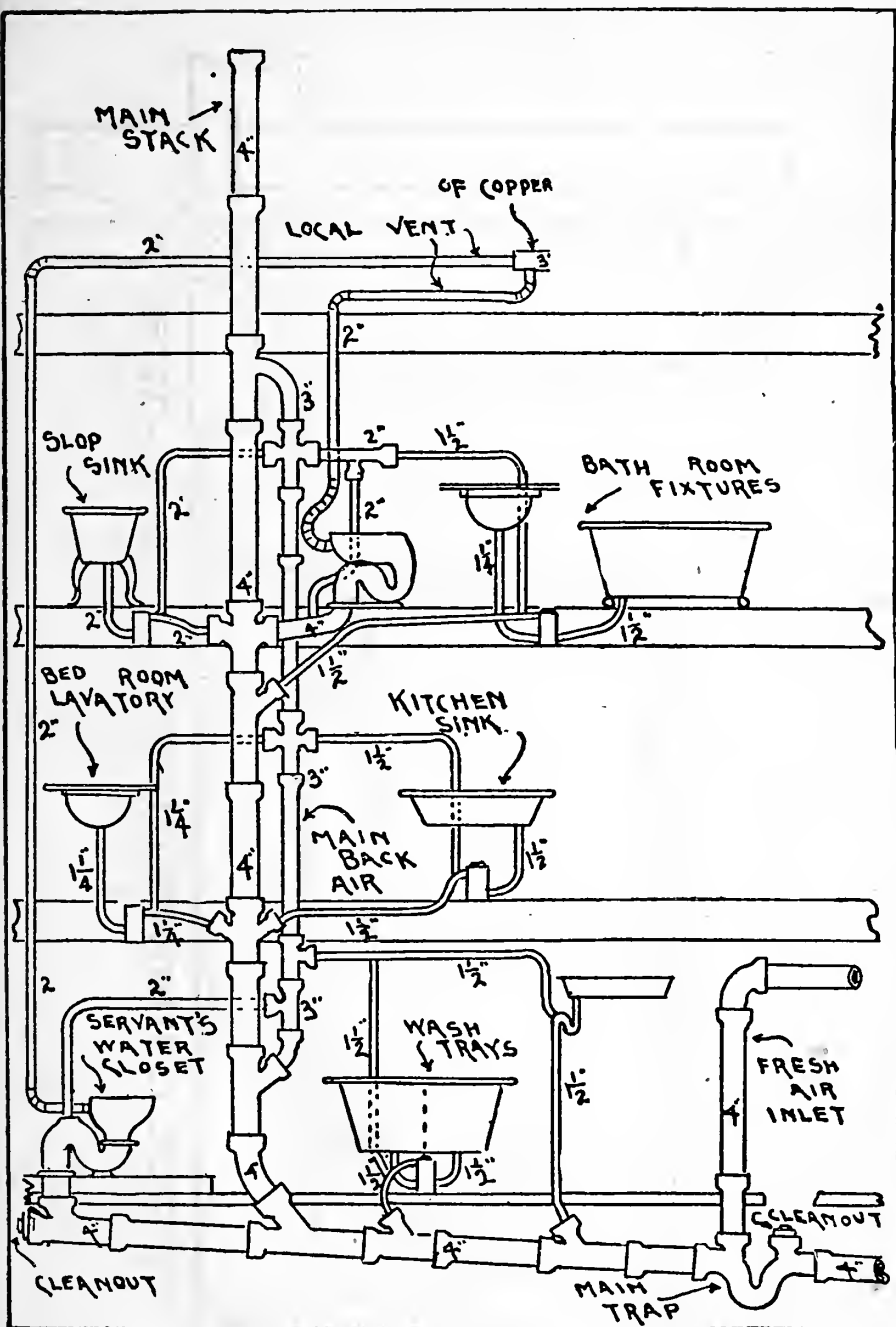 MAIN
STACK
4"
OF COPPER
LOCAL VENT
2"
3"
2"
3"
SLOP
SINK
2"
1½
BATH ROOM
FIXTURES
2"
2"
1¼"
4"
2"
2"
4"
1½"
1½"
BED ROOM
LAVATORY
KITCHEN
SINK
2"
1½"
3"
1¼"
MAIN
BACK
AIR
1¼"
4"
1½"
1¼"
1½"
1½"
2
2"
3"
SERVANT'S
WATER
CLOSET
1½"
WASH
TRAYS
1½"
FRESH
AIR
INLET
4"
4"
1½"
1½"
CLEANOUT
4"
4"
4"
CLEANOUT
MAIN
TRAP